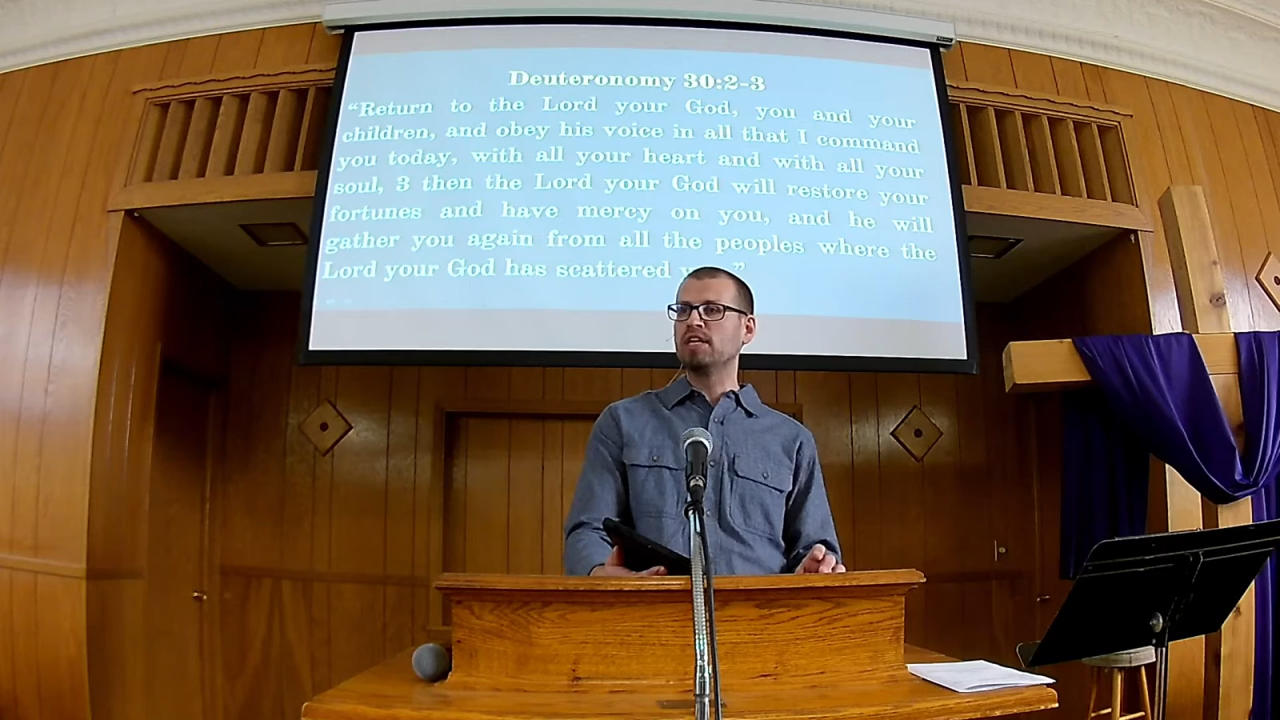 Deuteronomy 30:2-3
“Return to the Lord your God, you and your
children, and obey his voice in all that I command
you today, with all your heart and with all your
soul, 3 then the Lord your God will restore your
fortunes and have mercy on you, and he will
gather you again from all the peoples where the
Lord your God has scattered